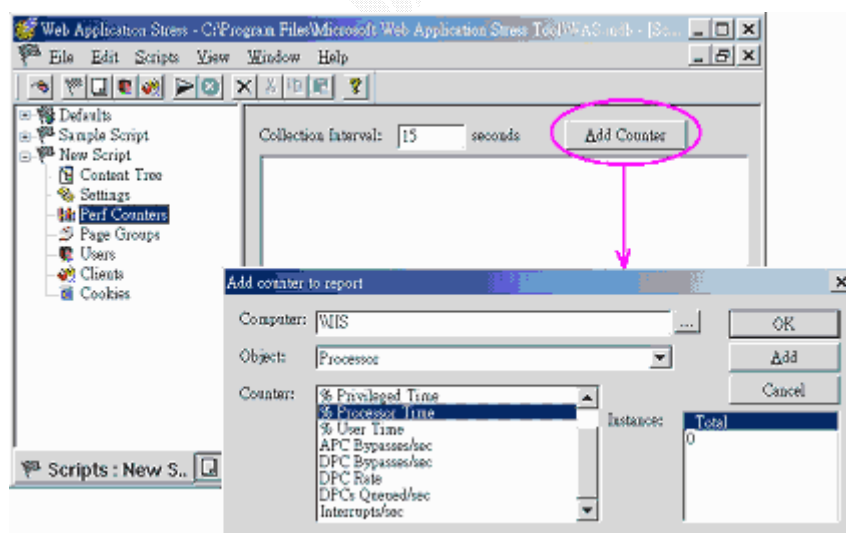 Web Application Stress - C:\Program Files\Microsoft Web Application Stress Tool\WAS.mdb - [Sc...
File Edit Scripts View Window Help
Defaults
Sample Script
New Script
Content Tree
Settings
Perf Counters
Page Groups
Users
Clients
Cookies
Collection Interval: 15 seconds Add Counter
Scripts : New S..
Add counter to report
Computer: \\IIS ...
OK
Object: Processor
Add
Cancel
Counter:
% Privileged Time
% Processor Time
% User Time
APC Bypasses/sec
DPC Bypasses/sec
DPC Rate
DPCs Queued/sec
Interrupts/sec
Instance:
_Total
0